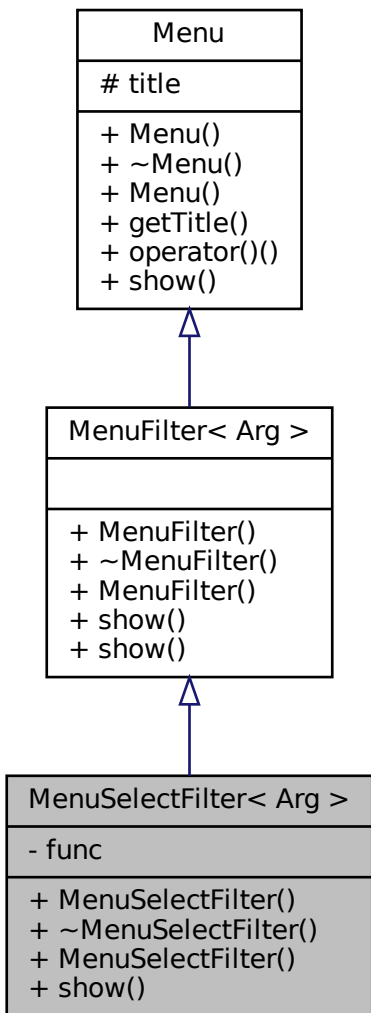 Menu
# title
+ Menu()
+ ~Menu()
+ Menu()
+ getTitle()
+ operator()()
+ show()
MenuFilter< Arg >
+ MenuFilter()
+ ~MenuFilter()
+ MenuFilter()
+ show()
+ show()
MenuSelectFilter< Arg >
- func
+ MenuSelectFilter()
+ ~MenuSelectFilter()
+ MenuSelectFilter()
+ show()